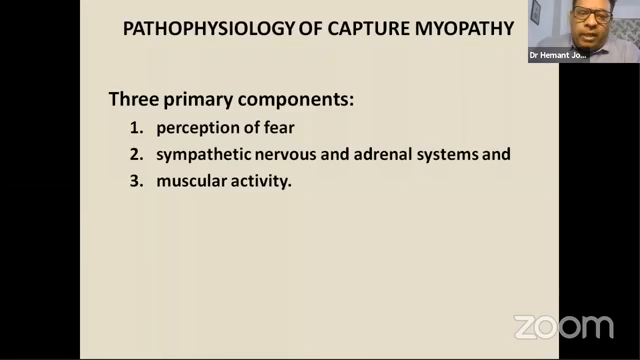 PATHOPHYSIOLOGY OF CAPTURE MYOPATHY
Dr Hemant Jo...
Three primary components:
1. perception of fear
2. sympathetic nervous and adrenal systems and
3. muscular activity.
zoom